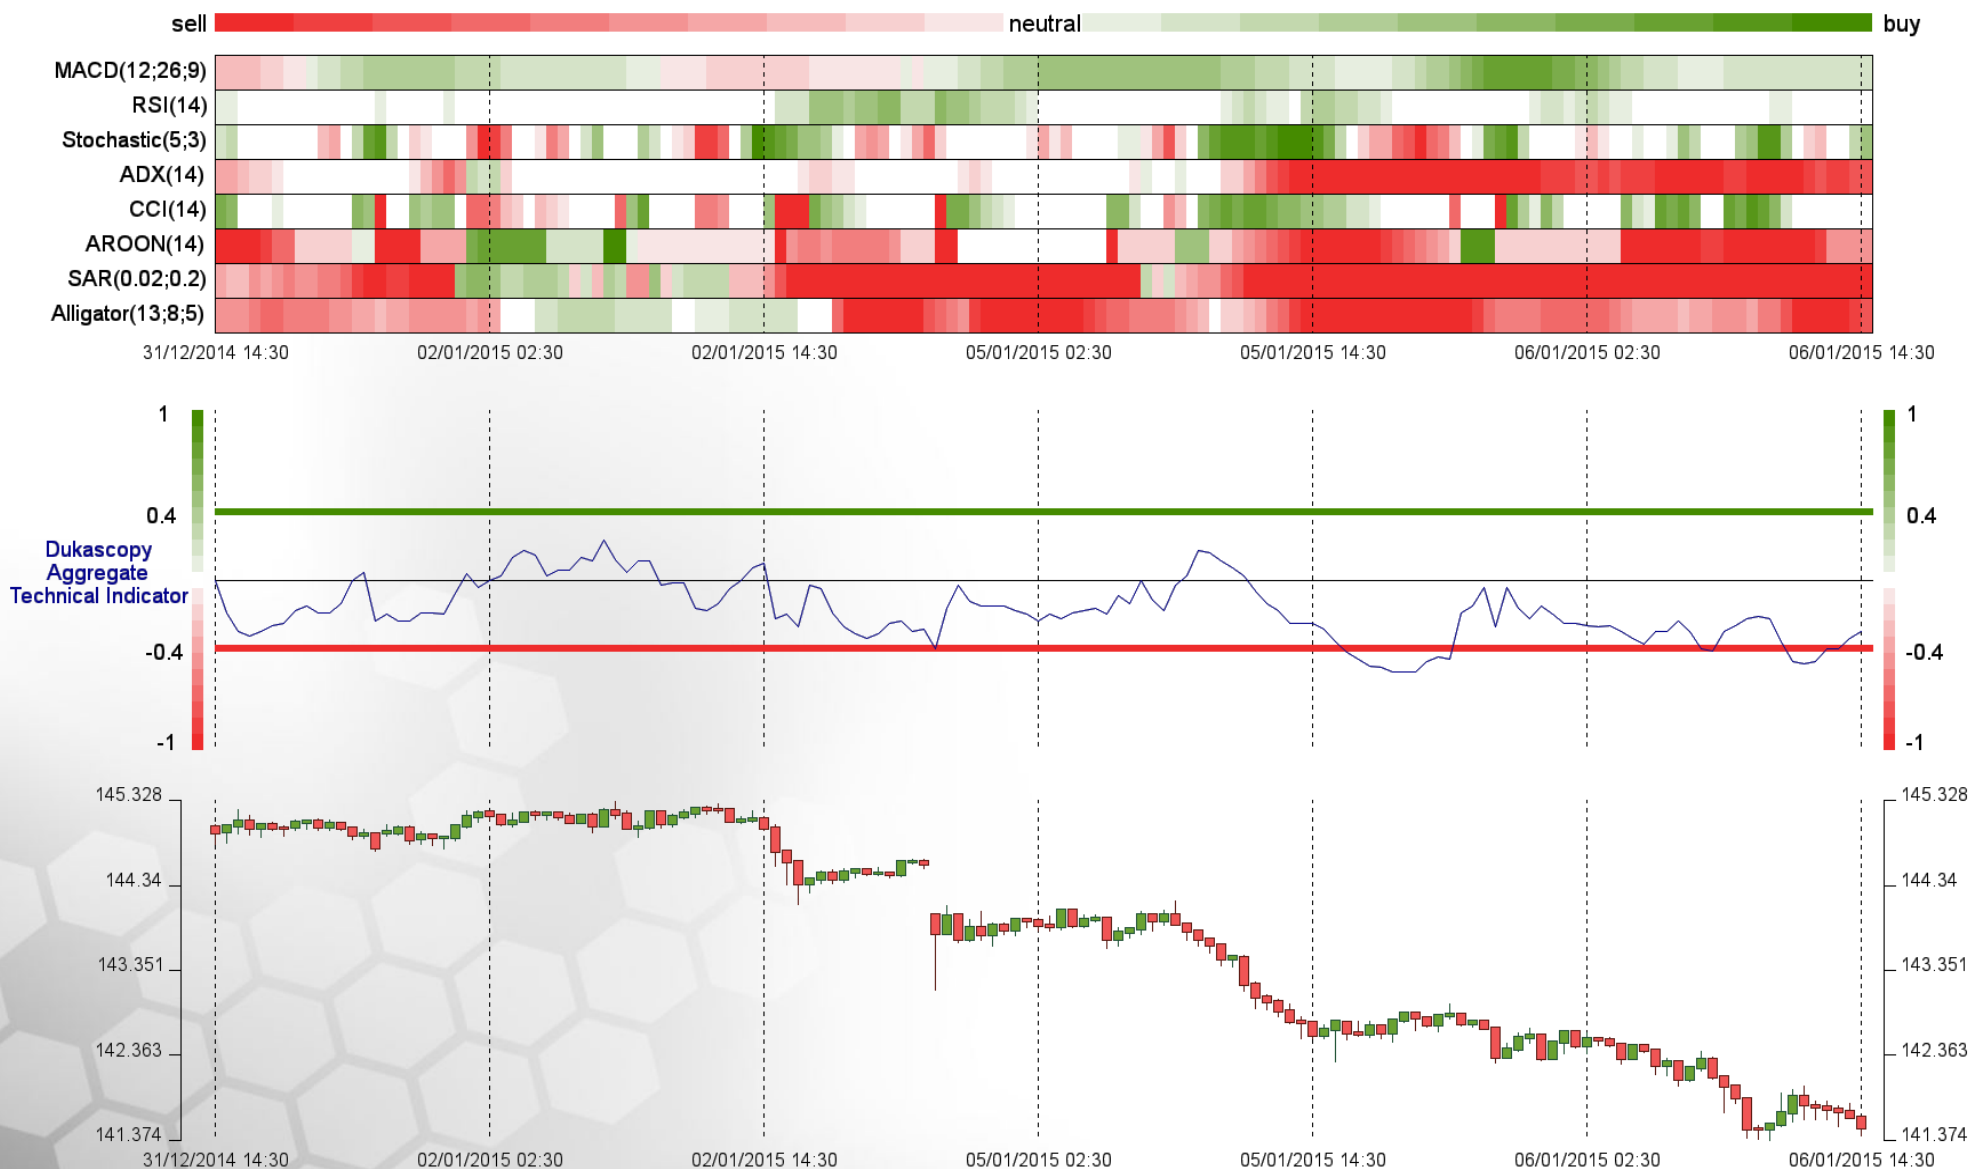 sell neutral buy
MACD(12;26;9)
RSI(14)
Stochastic(5;3)
ADX(14)
CCI(14)
AROON(14)
SAR(0.02;0.2)
Alligator(13;8;5)
31/12/2014 14:30 02/01/2015 02:30 02/01/2015 14:30 05/01/2015 02:30 05/01/2015 14:30 06/01/2015 02:30 06/01/2015 14:30
1 1
0.4 0.4
Dukascopy
Aggregate
Technical Indicator
-0.4 -0.4
-1 -1
145.328 145.328
144.34 144.34
143.351 143.351
142.363 142.363
141.374 141.374
31/12/2014 14:30 02/01/2015 02:30 02/01/2015 14:30 05/01/2015 02:30 05/01/2015 14:30 06/01/2015 02:30 06/01/2015 14:30